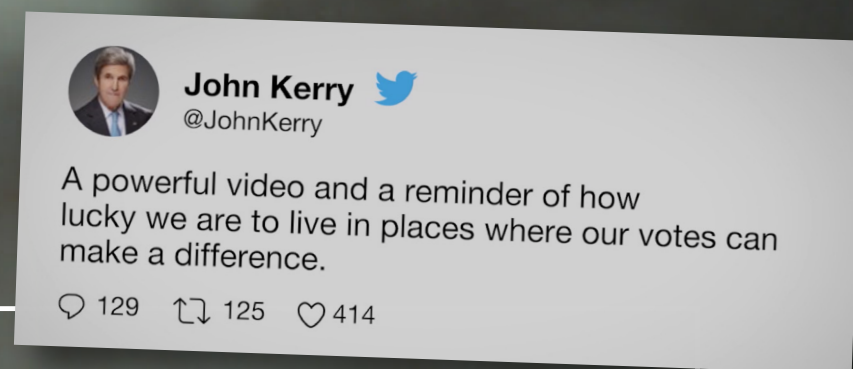 John Kerry
@JohnKerry
A powerful video and a reminder of how
lucky we are to live in places where our votes can
make a difference.
129 125 414